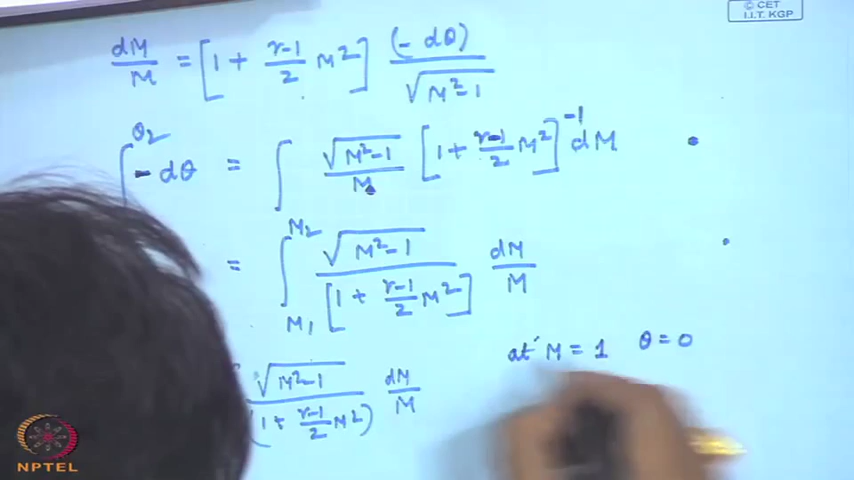 © CET
I.I.T. KGP
dM/M = [1 + (γ-1)/2 M²] (-dθ)/√(M²-1)
∫^θ₂ -dθ = ∫ √(M²-1)/M [1 + (γ-1)/2 M²]⁻¹ dM
= ∫_M₁^M₂ √(M²-1)/[1 + (γ-1)/2 M²] dM/M
√(M²-1)/(1 + (γ-1)/2 M²) dM/M
at M = 1 θ = 0
NPTEL